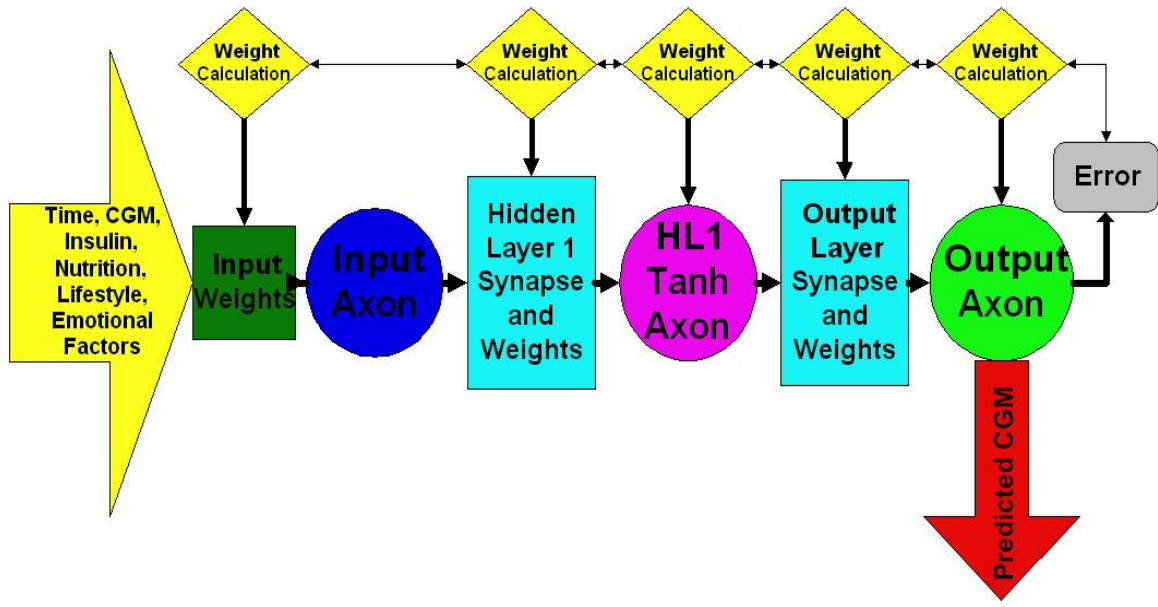 Weight
Calculation
Weight
Calculation
Weight
Calculation
Weight
Calculation
Weight
Calculation
Time, CGM,
Insulin,
Nutrition,
Lifestyle,
Emotional
Factors
Input
Weights
Input
Axon
Hidden
Layer 1
Synapse
and
Weights
HL1
Tanh
Axon
Output
Layer
Synapse
and
Weights
Output
Axon
Error
Predicted CGM